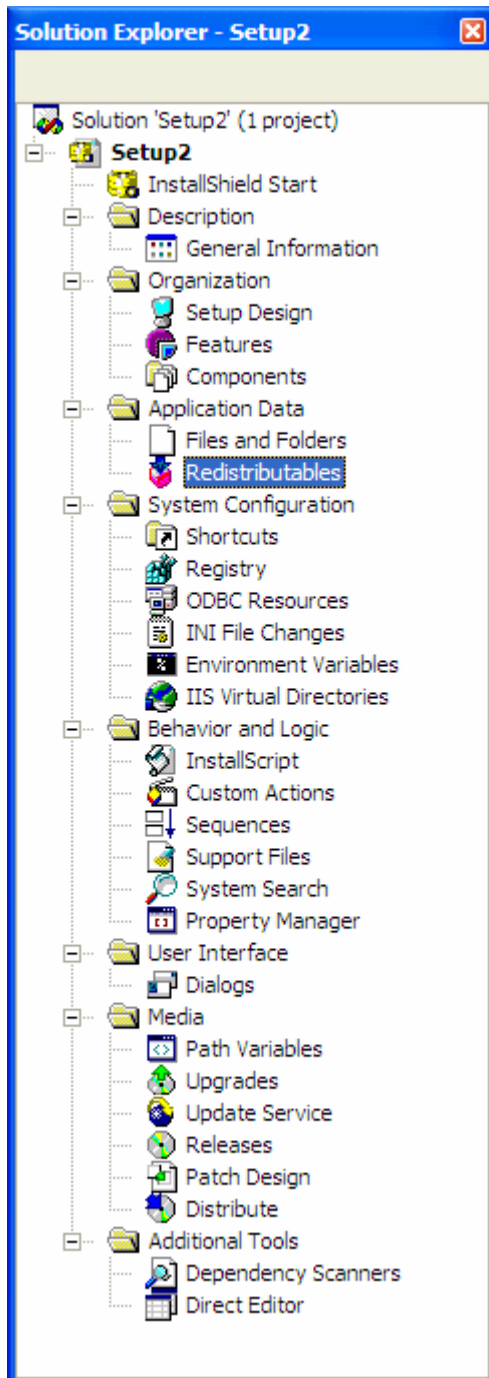 Solution Explorer - Setup2
Solution 'Setup2' (1 project)
Setup2
InstallShield Start
Description
General Information
Organization
Setup Design
Features
Components
Application Data
Files and Folders
Redistributables
System Configuration
Shortcuts
Registry
ODBC Resources
INI File Changes
Environment Variables
IIS Virtual Directories
Behavior and Logic
InstallScript
Custom Actions
Sequences
Support Files
System Search
Property Manager
User Interface
Dialogs
Media
Path Variables
Upgrades
Update Service
Releases
Patch Design
Distribute
Additional Tools
Dependency Scanners
Direct Editor